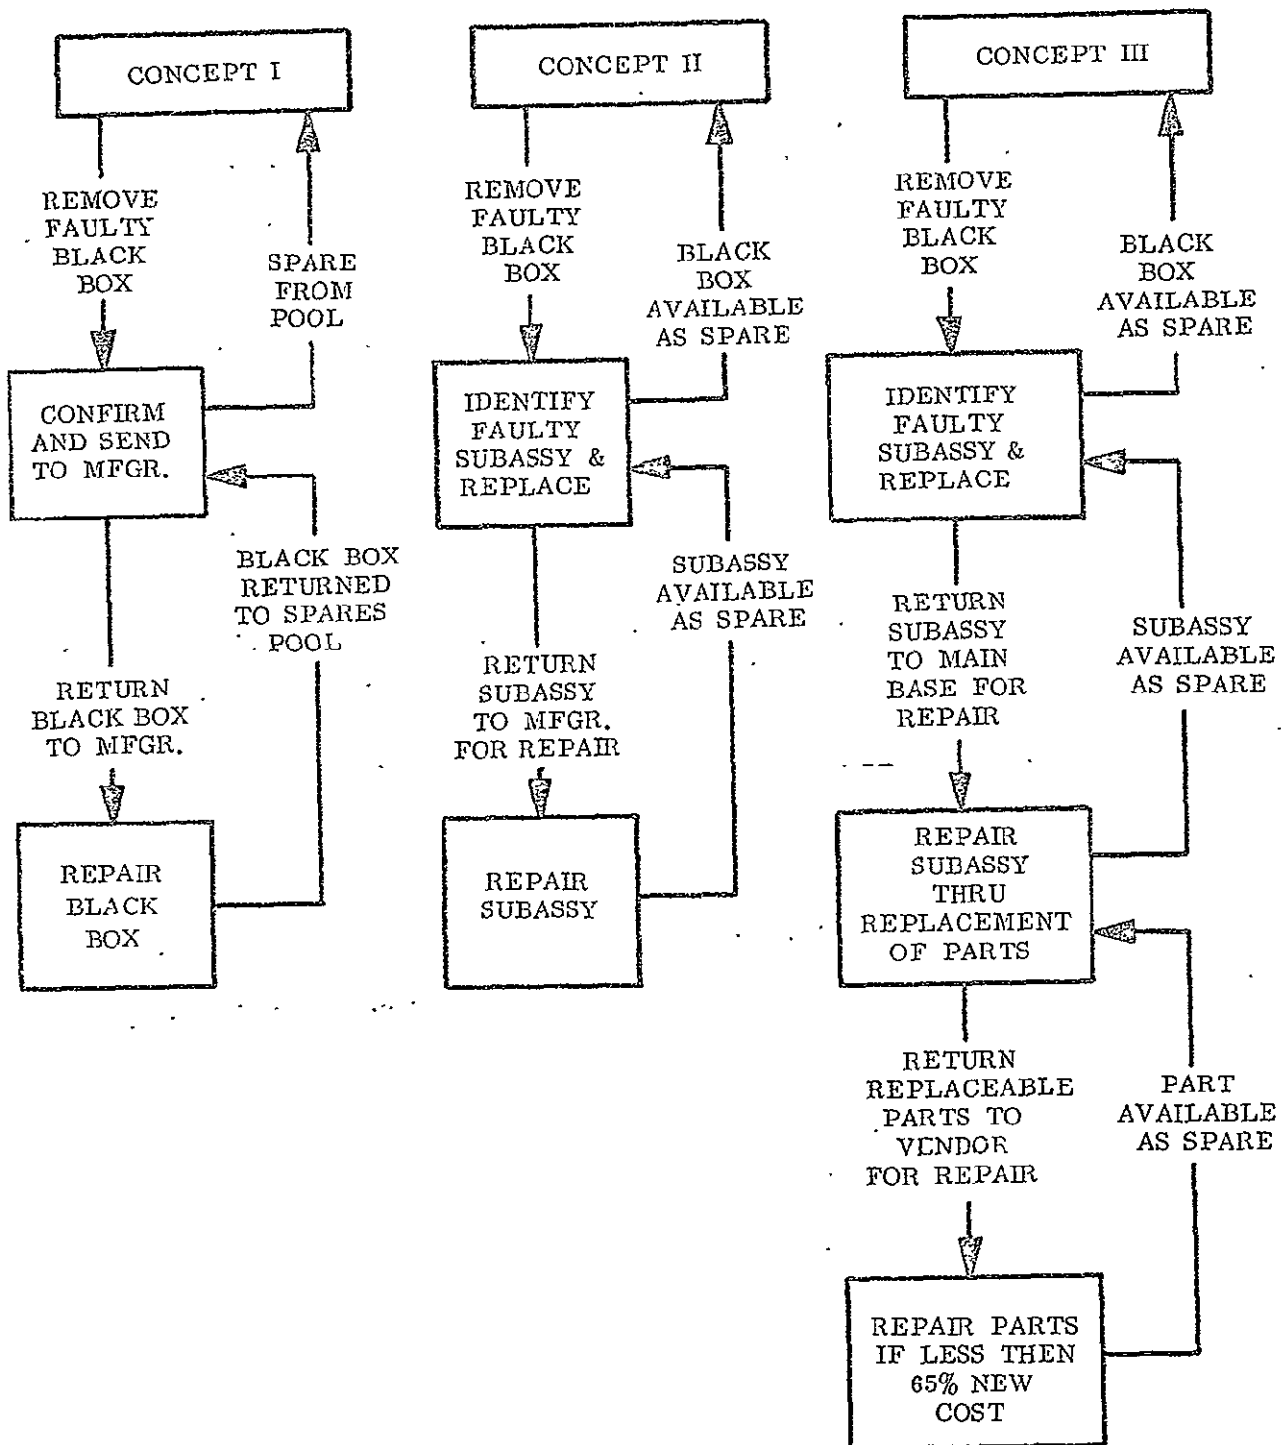 CONCEPT I
REMOVE
FAULTY
BLACK
BOX
SPARE
FROM
POOL
CONFIRM
AND SEND
TO MFGR.
BLACK BOX
RETURNED
TO SPARES
POOL
RETURN
BLACK BOX
TO MFGR.
REPAIR
BLACK
BOX
CONCEPT II
REMOVE
FAULTY
BLACK
BOX
BLACK
BOX
AVAILABLE
AS SPARE
IDENTIFY
FAULTY
SUBASSY &
REPLACE
SUBASSY
AVAILABLE
AS SPARE
RETURN
SUBASSY
TO MFGR.
FOR REPAIR
REPAIR
SUBASSY
CONCEPT III
REMOVE
FAULTY
BLACK
BOX
BLACK
BOX
AVAILABLE
AS SPARE
IDENTIFY
FAULTY
SUBASSY &
REPLACE
RETURN
SUBASSY
TO MAIN
BASE FOR
REPAIR
SUBASSY
AVAILABLE
AS SPARE
REPAIR
SUBASSY
THRU
REPLACEMENT
OF PARTS
RETURN
REPLACEABLE
PARTS TO
VENDOR
FOR REPAIR
PART
AVAILABLE
AS SPARE
REPAIR PARTS
IF LESS THEN
65% NEW
COST